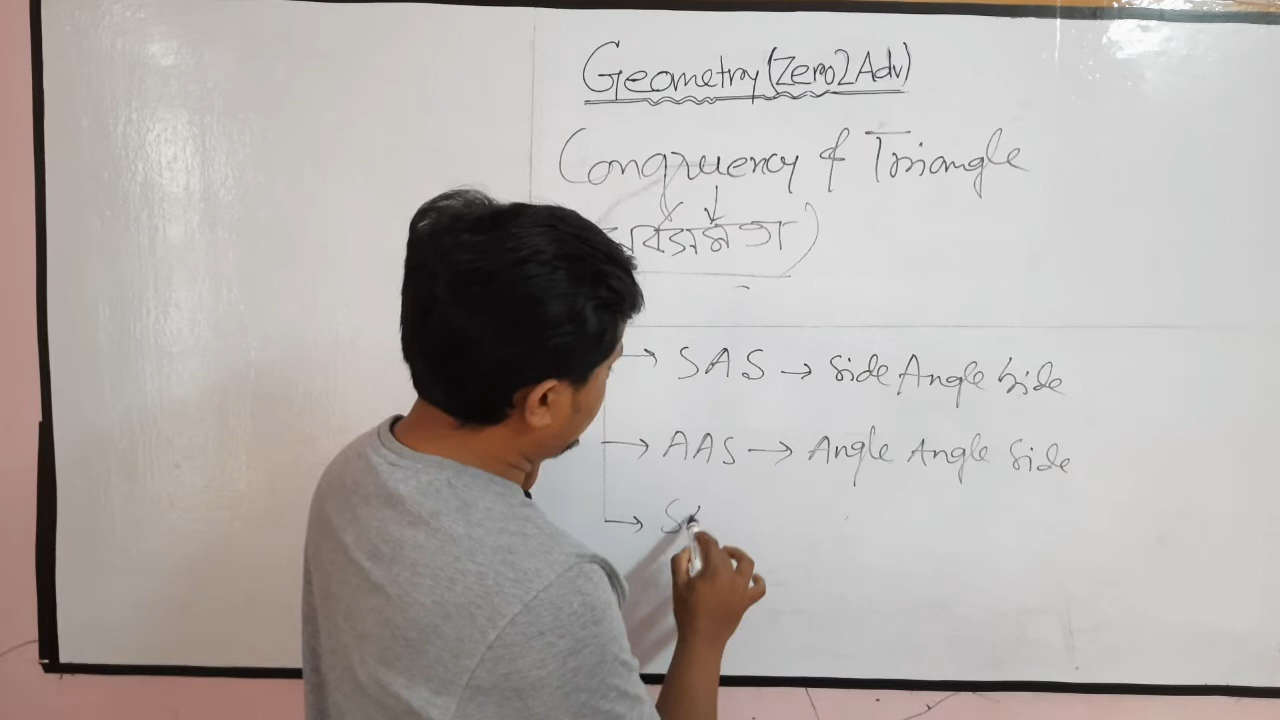 Geometry (Zero2Adv)
Congruency of Triangle
→ SAS → Side Angle Side
→ AAS → Angle Angle Side
→ S